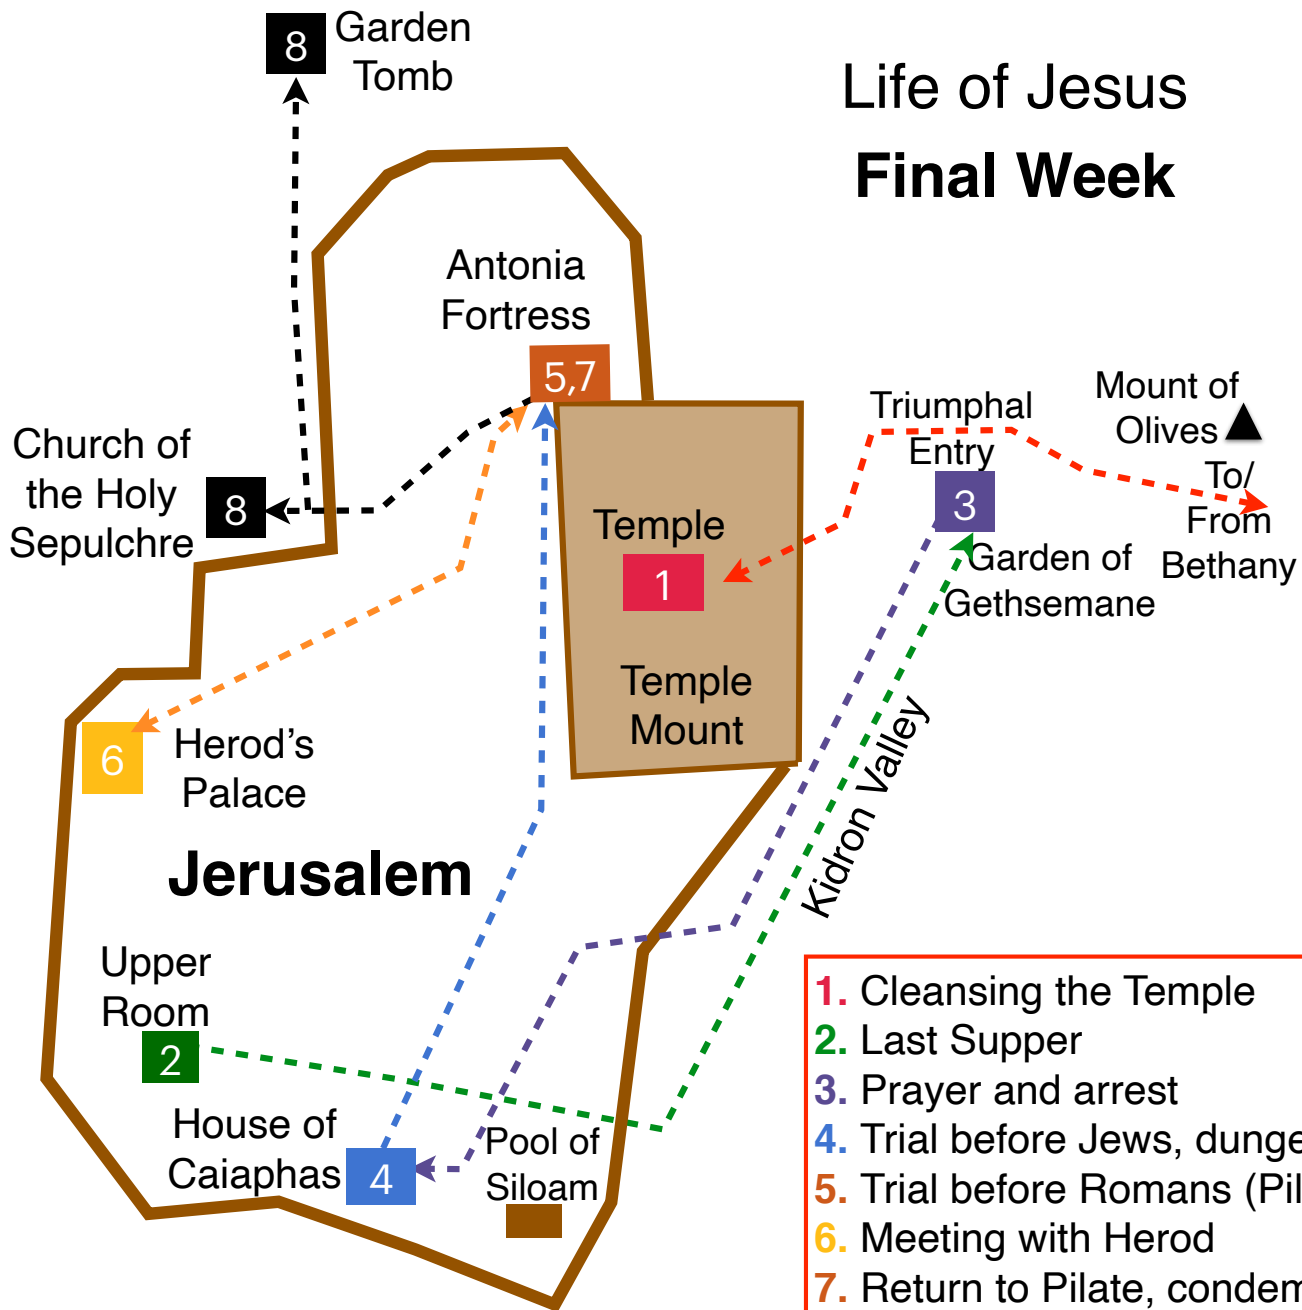 Life of Jesus
Final Week
8
Garden
Tomb
Antonia
Fortress
5,7
Church of
the Holy
Sepulchre
8
Temple
1
Temple
Mount
Triumphal
Entry
3
Garden of
Gethsemane
Mount of
Olives
To/
From
Bethany
6
Herod's
Palace
Kidron Valley
Jerusalem
Upper
Room
2
House of
Caiaphas
4
Pool of
Siloam
1. Cleansing the Temple
2. Last Supper
3. Prayer and arrest
4. Trial before Jews, dunge
5. Trial before Romans (Pil
6. Meeting with Herod
7. Return to Pilate, condem